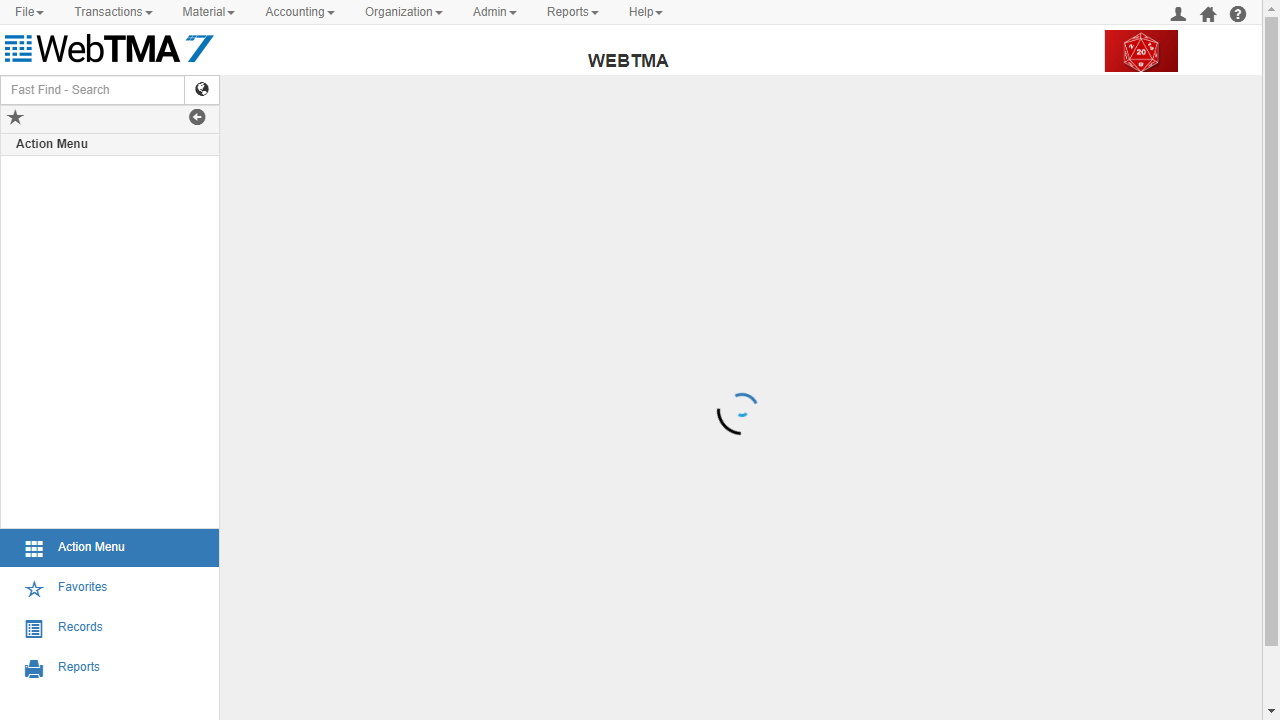 File Transactions Material Accounting Organization Admin Reports Help
WebTMA 7
WEBTMA
20
Fast Find - Search
Action Menu
Action Menu
Favorites
Records
Reports